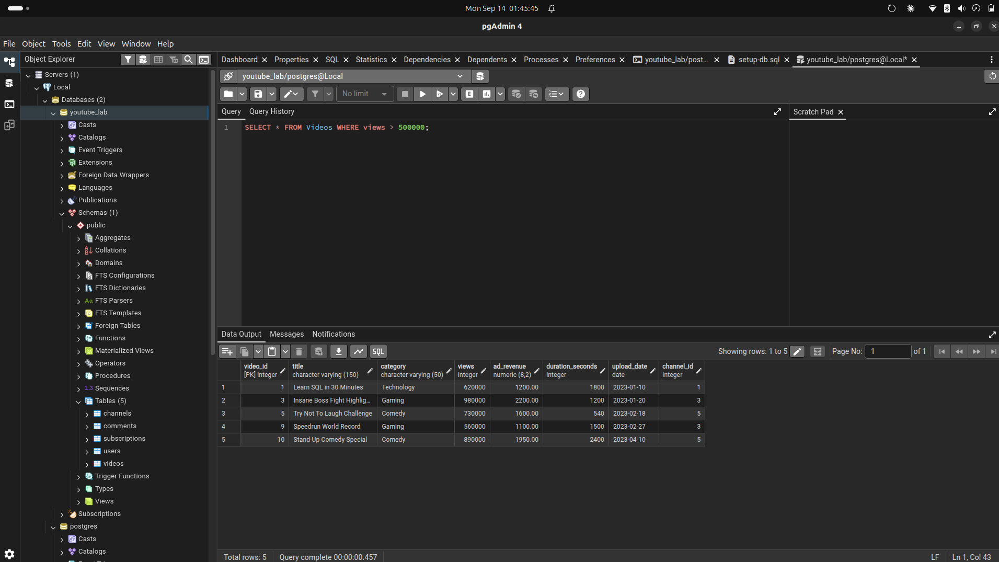 Mon Sep 14 01:45:45
pgAdmin 4
File Object Tools Edit View Window Help
Object Explorer
Servers (1)
Local
Databases (2)
youtube_lab
Casts
Catalogs
Event Triggers
Extensions
Foreign Data Wrappers
Languages
Publications
Schemas (1)
public
Aggregates
Collations
Domains
FTS Configurations
FTS Dictionaries
Aa FTS Parsers
FTS Templates
Foreign Tables
Functions
Materialized Views
Operators
Procedures
1..3 Sequences
Tables (5)
channels
comments
subscriptions
users
videos
Trigger Functions
Types
Views
Subscriptions
postgres
Casts
Catalogs
Dashboard Properties SQL Statistics Dependencies Dependents Processes Preferences youtube_lab/post... setup-db.sql youtube_lab/postgres@Local*
youtube_lab/postgres@Local
No limit E
Query Query History
Scratch Pad
1 SELECT * FROM Videos WHERE views > 500000;
Data Output Messages Notifications
SQL Showing rows: 1 to 5 Page No: 1 of 1
video_id title category views ad_revenue duration_seconds upload_date channel_id
[PK] integer character varying (150) character varying (50) integer numeric (8,2) integer date integer
1 1 Learn SQL in 30 Minutes Technology 620000 1200.00 1800 2023-01-10 1
2 3 Insane Boss Fight Highlig... Gaming 980000 2200.00 1200 2023-01-20 3
3 5 Try Not To Laugh Challenge Comedy 730000 1600.00 540 2023-02-18 5
4 9 Speedrun World Record Gaming 560000 1100.00 1500 2023-02-27 3
5 10 Stand-Up Comedy Special Comedy 890000 1950.00 2400 2023-04-10 5
Total rows: 5 Query complete 00:00:00.457 LF Ln 1, Col 43